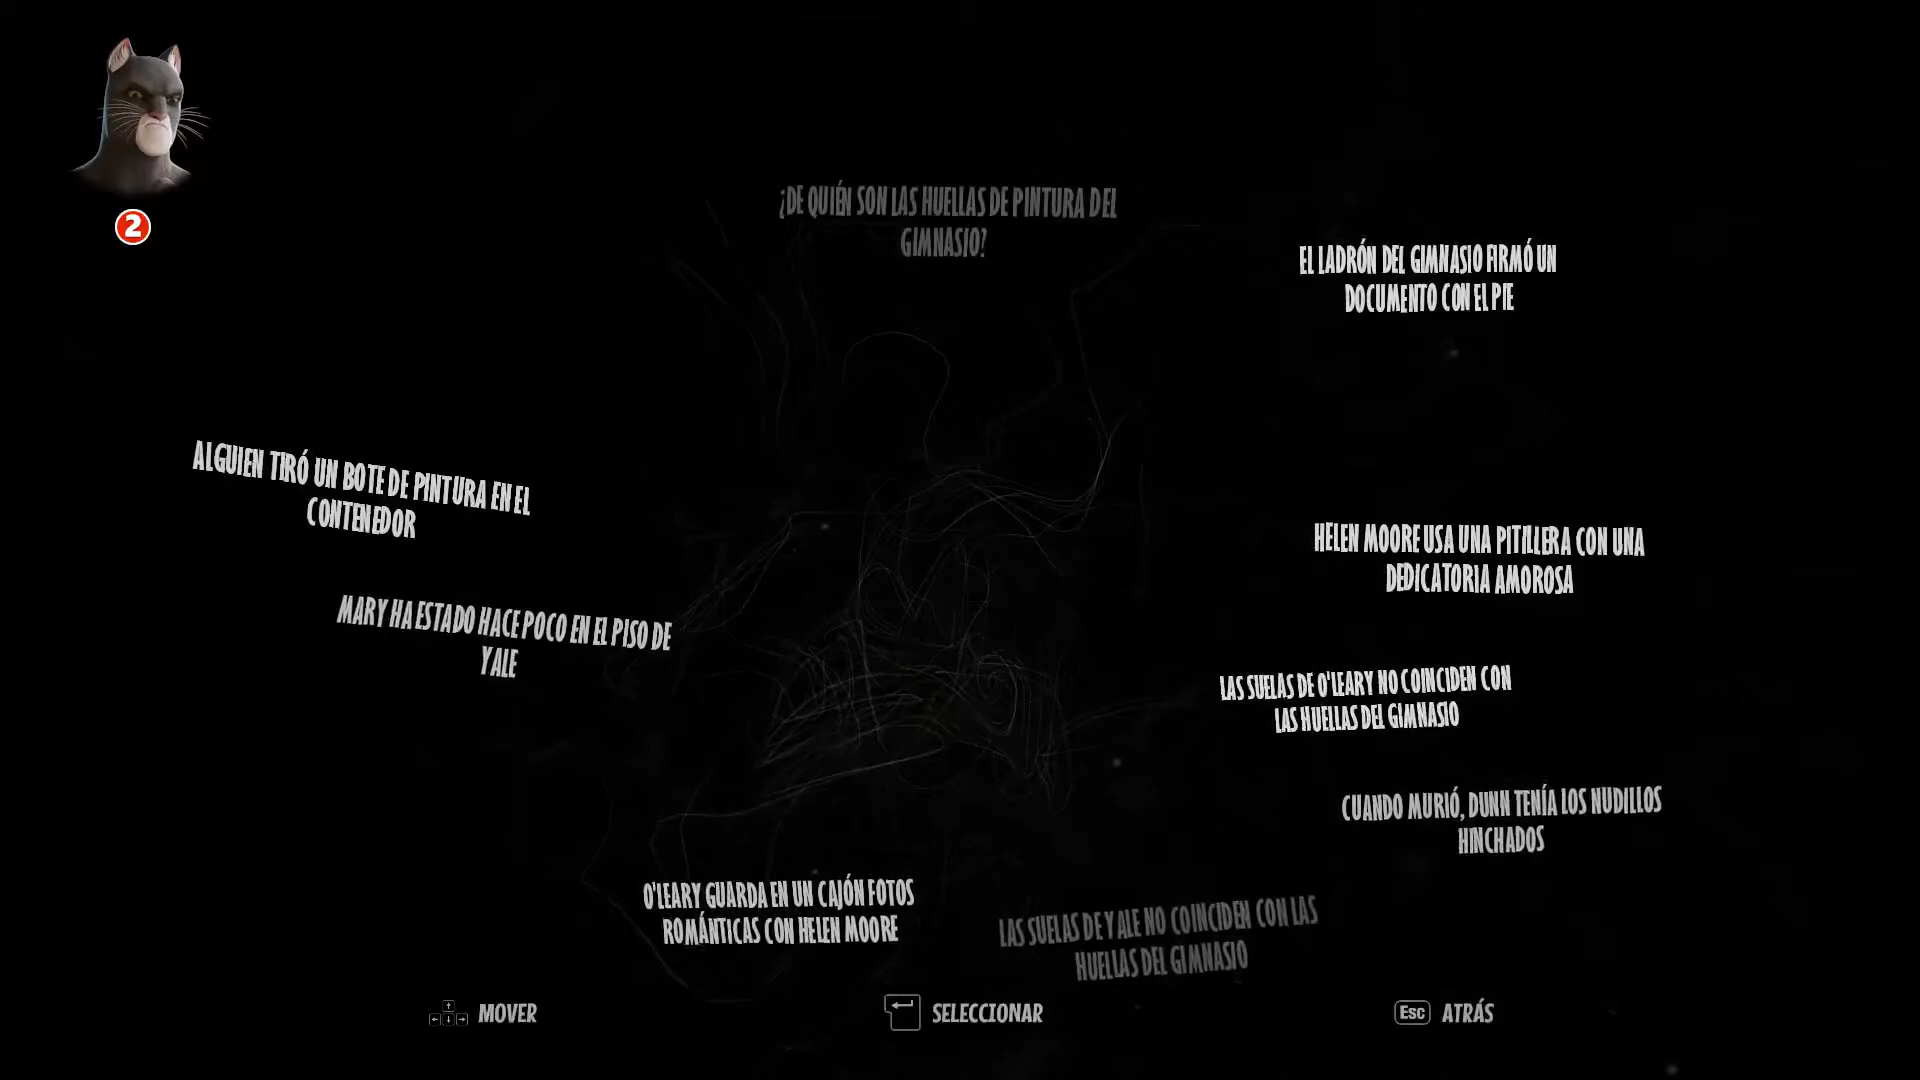 2
¿DE QUIÉN SON LAS HUELLAS DE PINTURA DEL
GIMNASIO?
EL LADRÓN DEL GIMNASIO FIRMÓ UN
DOCUMENTO CON EL PIE
ALGUIEN TIRÓ UN BOTE DE PINTURA EN EL
CONTENEDOR
HELEN MOORE USA UNA PITILLERA CON UNA
DEDICATORIA AMOROSA
MARY HA ESTADO HACE POCO EN EL PISO DE
YALE
LAS SUELAS DE O'LEARY NO COINCIDEN CON
LAS HUELLAS DEL GIMNASIO
CUANDO MURIÓ, DUNN TENÍA LOS NUDILLOS
HINCHADOS
O'LEARY GUARDA EN UN CAJÓN FOTOS
ROMÁNTICAS CON HELEN MOORE
LAS SUELAS DE YALE NO COINCIDEN CON LAS
HUELLAS DEL GIMNASIO
MOVER
SELECCIONAR
Esc ATRÁS